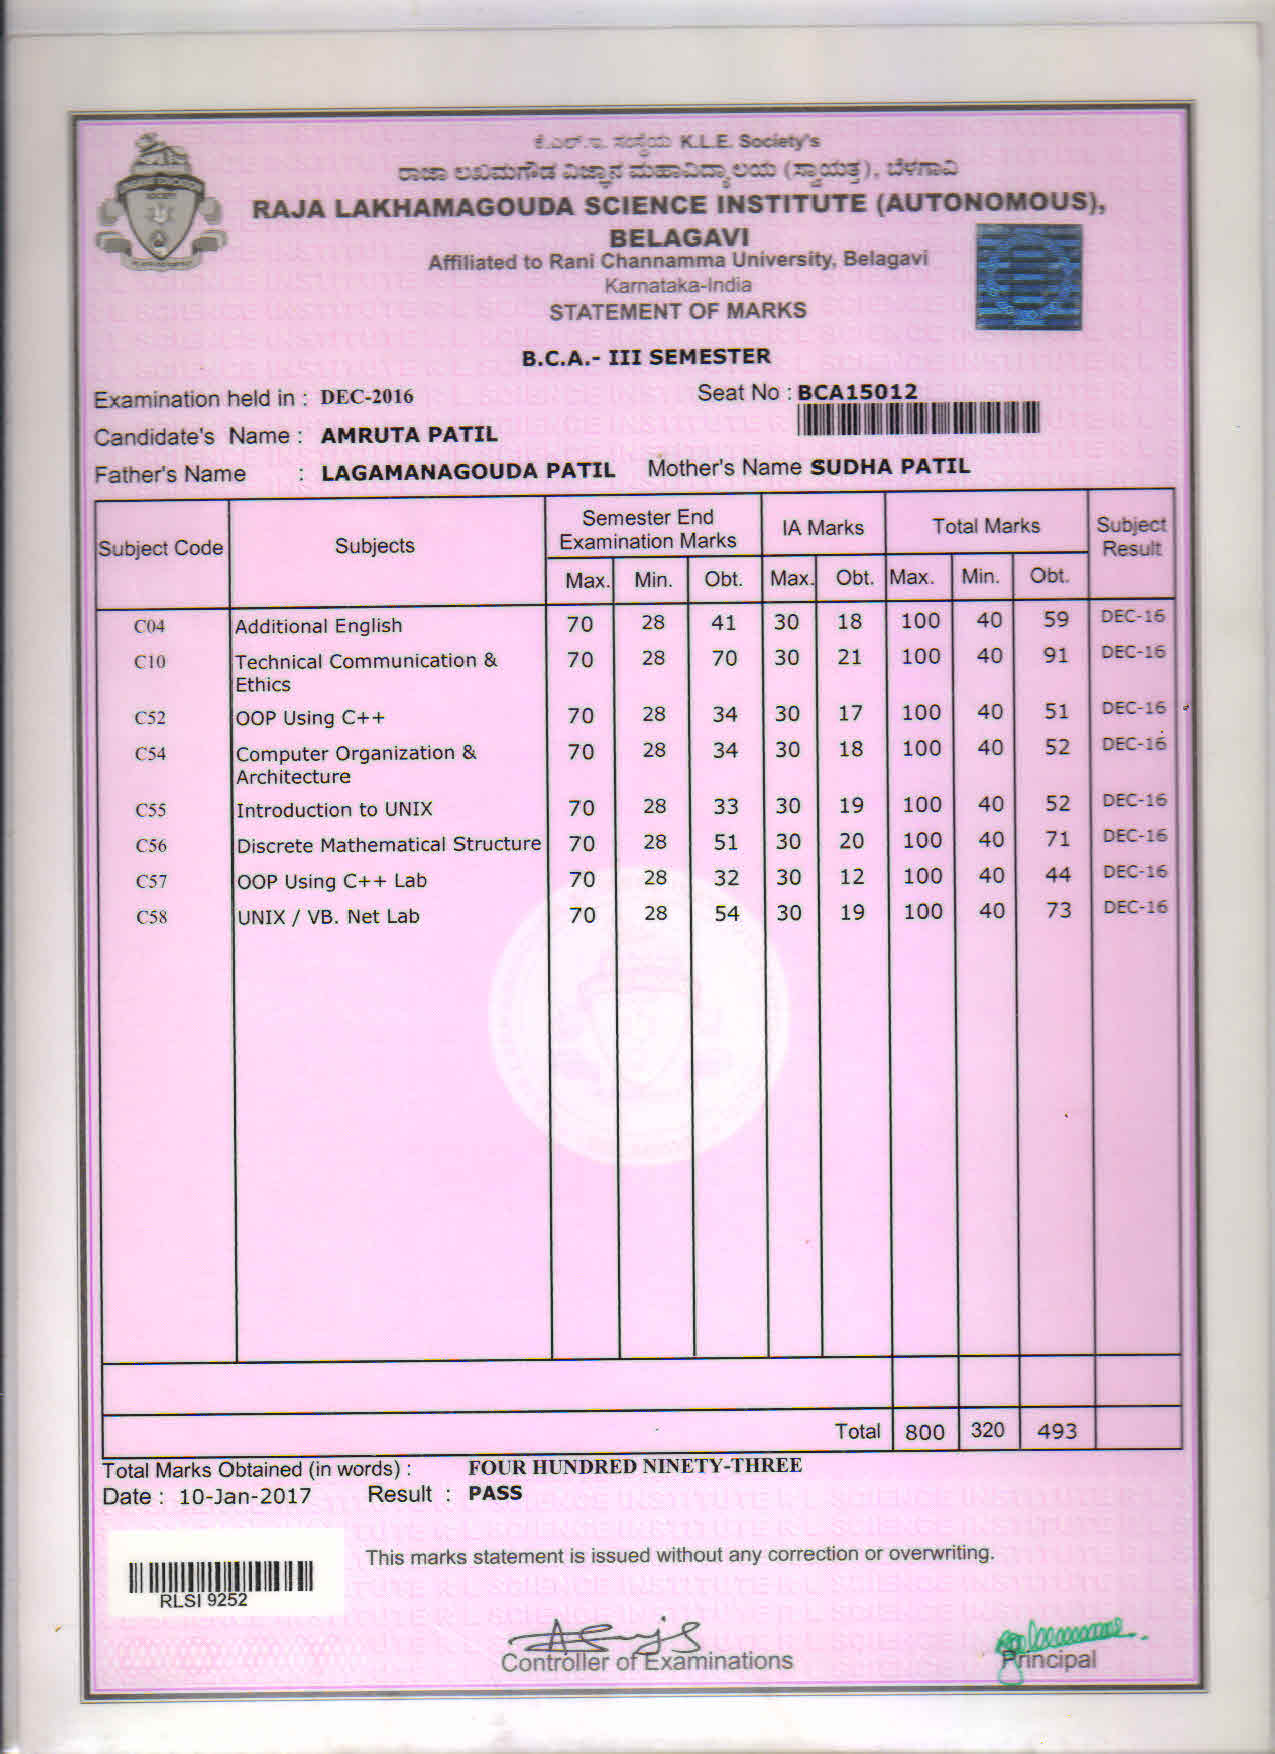 ಕೆ.ಎಲ್.ಇ. ಸಂಸ್ಥೆಯ K.L.E. Society's
ರಾಜಾ ಲಖಮಗೌಡ ವಿಜ್ಞಾನ ಮಹಾವಿದ್ಯಾಲಯ (ಸ್ವಾಯತ್ತ), ಬೆಳಗಾವಿ
RAJA LAKHAMAGOUDA SCIENCE INSTITUTE (AUTONOMOUS),
BELAGAVI
Affiliated to Rani Channamma University, Belagavi
Karnataka-India
STATEMENT OF MARKS
B.C.A.- III SEMESTER
Examination held in : DEC-2016 Seat No : BCA15012
Candidate's Name : AMRUTA PATIL
Father's Name : LAGAMANAGOUDA PATIL Mother's Name SUDHA PATIL
Subject Code Subjects Semester End Examination Marks IA Marks Total Marks Subject Result
Max. Min. Obt. Max. Obt. Max. Min. Obt.
C04 Additional English 70 28 41 30 18 100 40 59 DEC-16
C10 Technical Communication & 70 28 70 30 21 100 40 91 DEC-16
Ethics
C52 OOP Using C++ 70 28 34 30 17 100 40 51 DEC-16
C54 Computer Organization & 70 28 34 30 18 100 40 52 DEC-16
Architecture
C55 Introduction to UNIX 70 28 33 30 19 100 40 52 DEC-16
C56 Discrete Mathematical Structure 70 28 51 30 20 100 40 71 DEC-16
C57 OOP Using C++ Lab 70 28 32 30 12 100 40 44 DEC-16
C58 UNIX / VB. Net Lab 70 28 54 30 19 100 40 73 DEC-16
Total 800 320 493
Total Marks Obtained (in words) : FOUR HUNDRED NINETY-THREE
Date : 10-Jan-2017 Result : PASS
This marks statement is issued without any correction or overwriting.
RLSI 9252
Controller of Examinations Principal